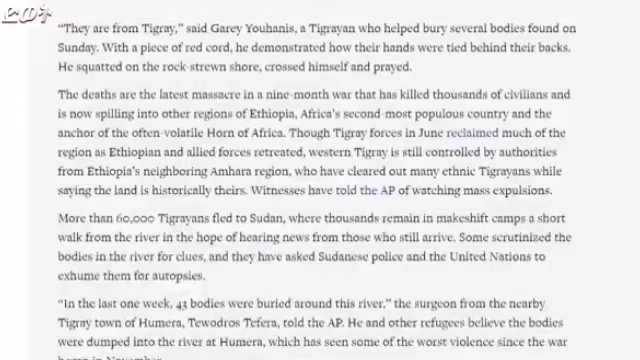 “They are from Tigray,” said Garey Youhanis, a Tigrayan who helped bury several bodies found on
Sunday. With a piece of red cord, he demonstrated how their hands were tied behind their backs.
He squatted on the rock-strewn shore, crossed himself and prayed.
The deaths are the latest massacre in a nine-month war that has killed thousands of civilians and
is now spilling into other regions of Ethiopia, Africa’s second-most populous country and the
anchor of the often-volatile Horn of Africa. Though Tigray forces in June reclaimed much of the
region as Ethiopian and allied forces retreated, western Tigray is still controlled by authorities
from Ethiopia’s neighboring Amhara region, who have cleared out many ethnic Tigrayans while
saying the land is historically theirs. Witnesses have told the AP of watching mass expulsions.
More than 60,000 Tigrayans fled to Sudan, where thousands remain in makeshift camps a short
walk from the river in the hope of hearing news from those who still arrive. Some scrutinized the
bodies in the river for clues, and they have asked Sudanese police and the United Nations to
exhume them for autopsies.
“In the last one week, 43 bodies were buried around this river,” the surgeon from the nearby
Tigray town of Humera, Tewodros Tefera, told the AP. He and other refugees believe the bodies
were dumped into the river at Humera, which has seen some of the worst violence since the war